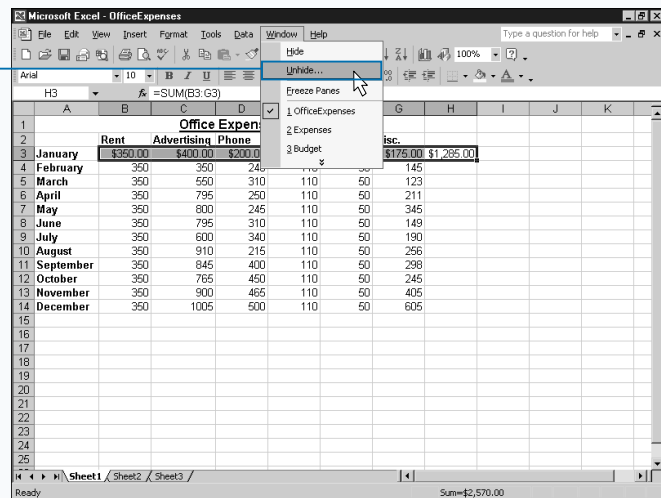 Microsoft Excel - OfficeExpenses
File Edit View Insert Format Tools Data Window Help
Type a question for help
100%
Arial 10 B I U
H3 fx =SUM(B3:G3)
Hide
Unhide...
Freeze Panes
1 OfficeExpenses
2 Expenses
3 Budget
A B C D G H I J K
1 Office Expens
2 Rent Advertising Phone isc.
3 January $350.00 $400.00 $200.0 $175.00 $1,285.00
4 February 350 350 245 110 50 145
5 March 350 550 310 110 50 123
6 April 350 795 250 110 50 211
7 May 350 800 245 110 50 345
8 June 350 795 310 110 50 149
9 July 350 600 340 110 50 190
10 August 350 910 215 110 50 256
11 September 350 845 400 110 50 298
12 October 350 765 450 110 50 245
13 November 350 900 465 110 50 405
14 December 350 1005 500 110 50 605
15
16
17
18
19
20
21
22
23
24
25
Sheet1 Sheet2 Sheet3
Ready Sum=$2,570.00